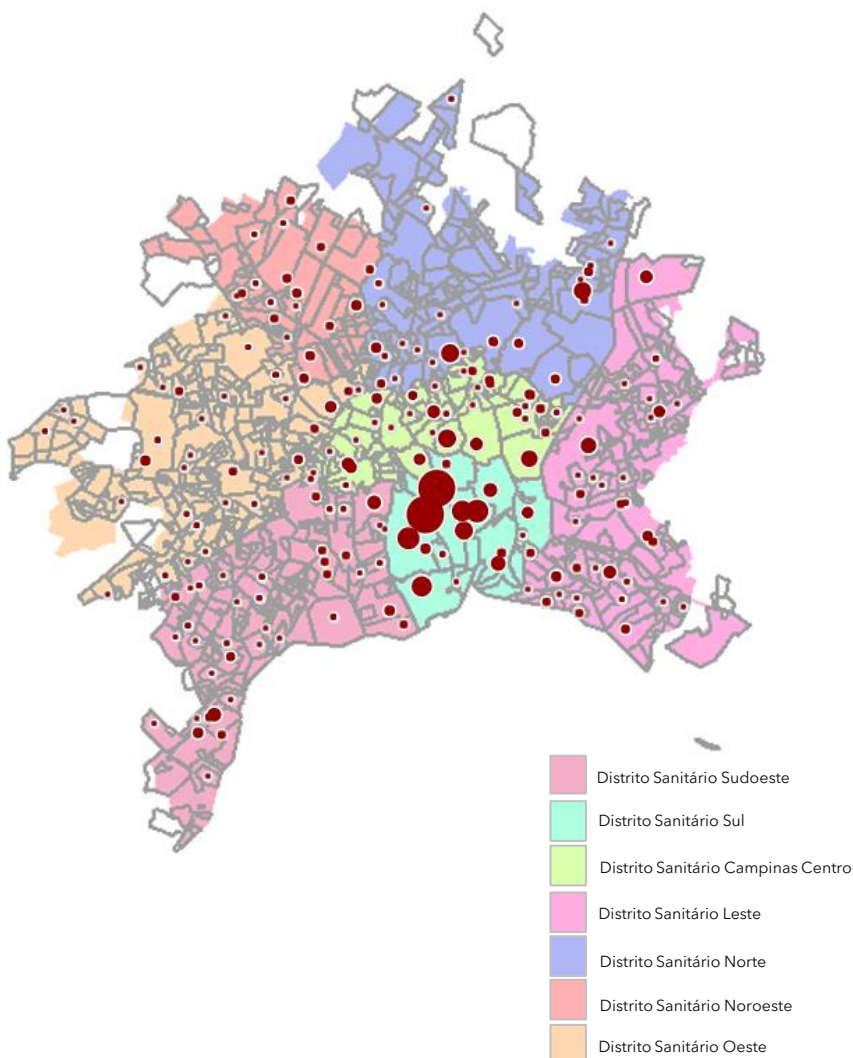 Distrito Sanitário Sudoeste
Distrito Sanitário Sul
Distrito Sanitário Campinas Centro
Distrito Sanitário Leste
Distrito Sanitário Norte
Distrito Sanitário Noroeste
Distrito Sanitário Oeste